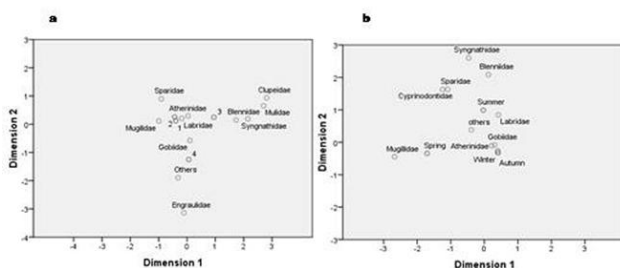 a
3
2
1
0
-1
-2
-3
-4
Dimension 2
Sparidae
Clupeidae
Atherinidae
Mulidae
Blennidae
3
2
1
Mugilidae
Labridae
Syngnathidae
Gobiidae
4
Others
Engraulidae
-4 -3 -2 -1 0 1 2 3
Dimension 1
b
3
2
1
0
-1
-2
-3
Dimension 2
Syngnathidae
Blenniidae
Sparidae
Cyprinodontidae
Summer
Labridae
others
Gobiidae
Mugillidae
Spring
Atherinidae
Winter
Autumn
-3 -2 -1 0 1 2 3
Dimension 1